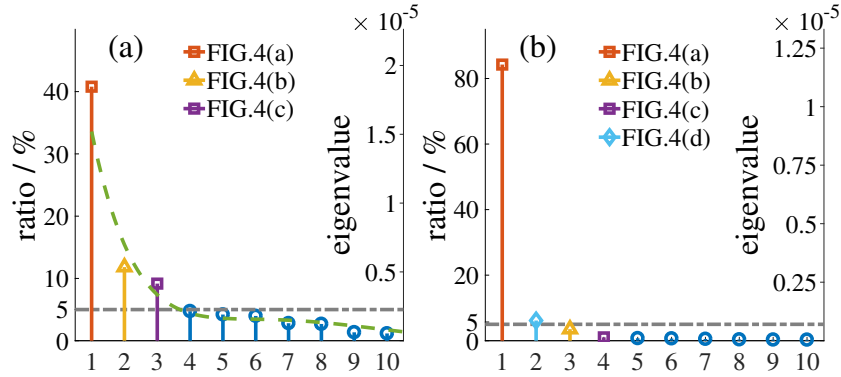 (a)
FIG.4(a)
FIG.4(b)
FIG.4(c)
ratio / %
40
30
20
10
5
0
1 2 3 4 5 6 7 8 9 10
× 10^-5
eigenvalue
2
1.5
1
0.5
(b)
FIG.4(a)
FIG.4(b)
FIG.4(c)
FIG.4(d)
ratio / %
80
60
40
20
5
0
1 2 3 4 5 6 7 8 9 10
× 10^-5
eigenvalue
1.25
1
0.75
0.5
0.25